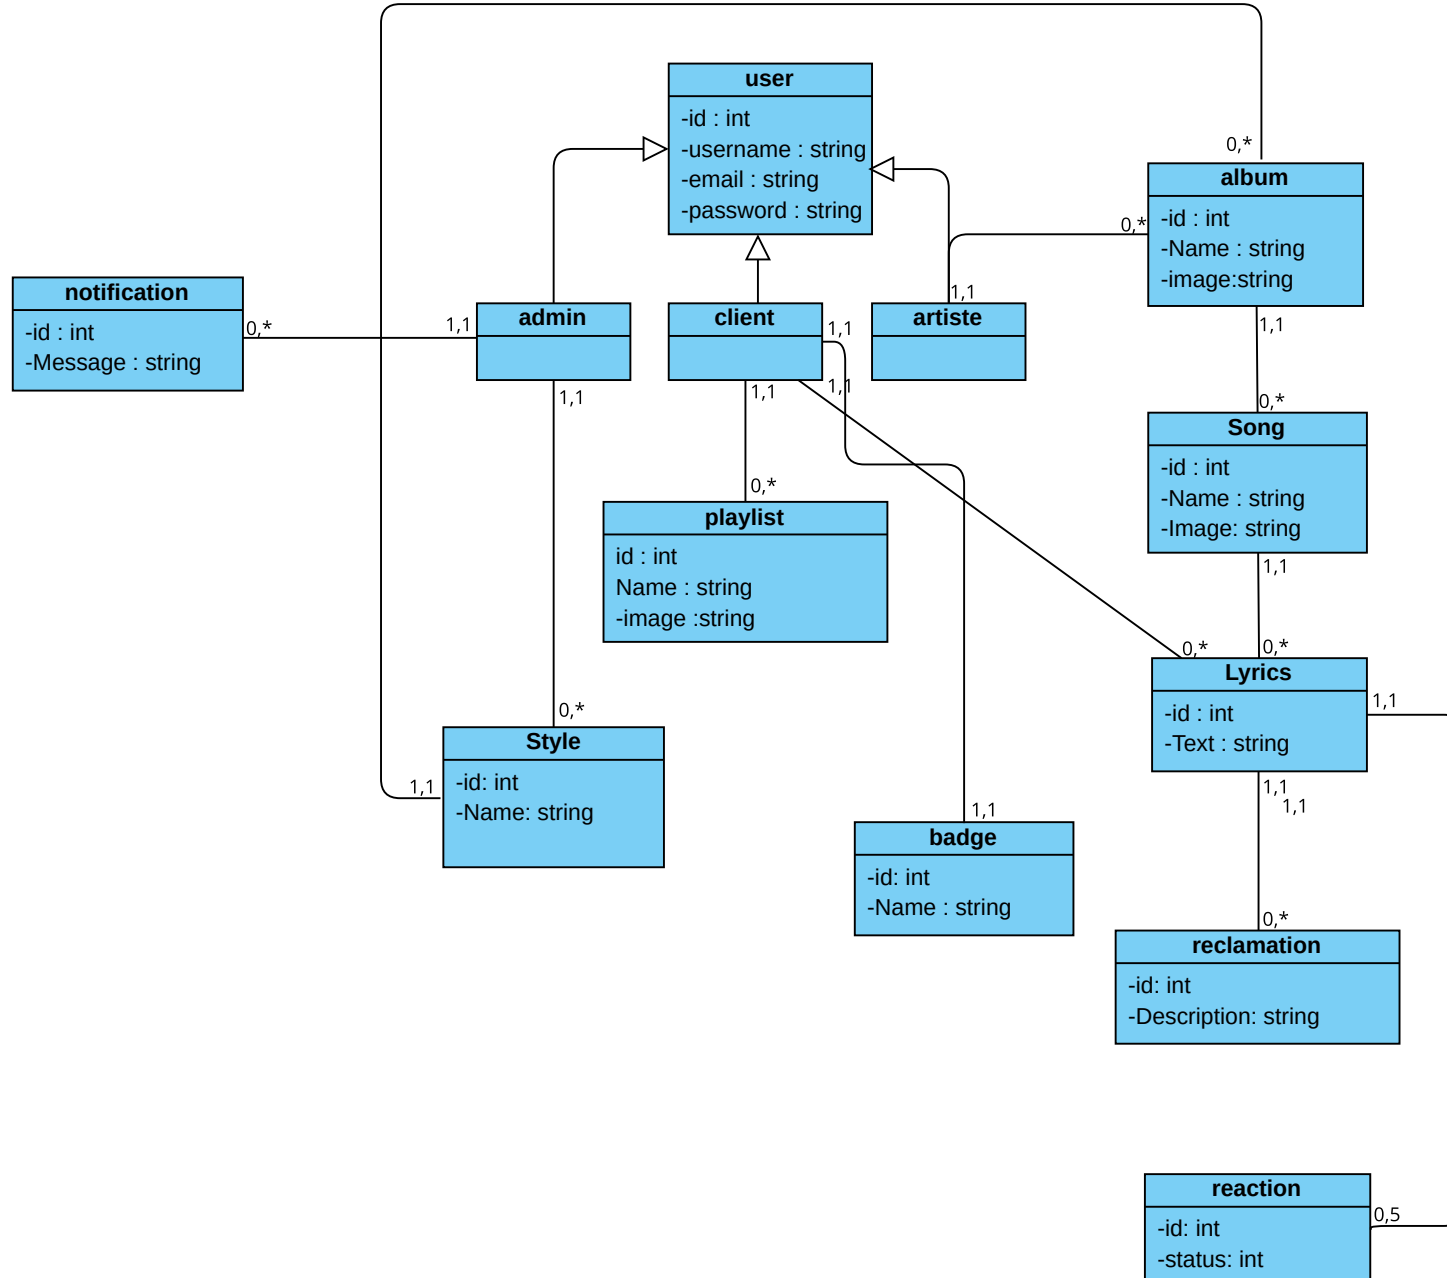 user
-id : int
-username : string
-email : string
-password : string
0,*
album
-id : int
-Name : string
-image:string
0,*
1,1
notification
-id : int
-Message : string
0,*
1,1
admin
1,1
client
1,1
1,1
1,1
artiste
1,1
0,*
Song
-id : int
-Name : string
-Image: string
1,1
0,*
playlist
id : int
Name : string
-image :string
0,*
0,*
Lyrics
-id : int
-Text : string
1,1
1,1
1,1
0,*
Style
-id: int
-Name: string
1,1
1,1
badge
-id: int
-Name : string
0,*
reclamation
-id: int
-Description: string
reaction
-id: int
-status: int
0,5